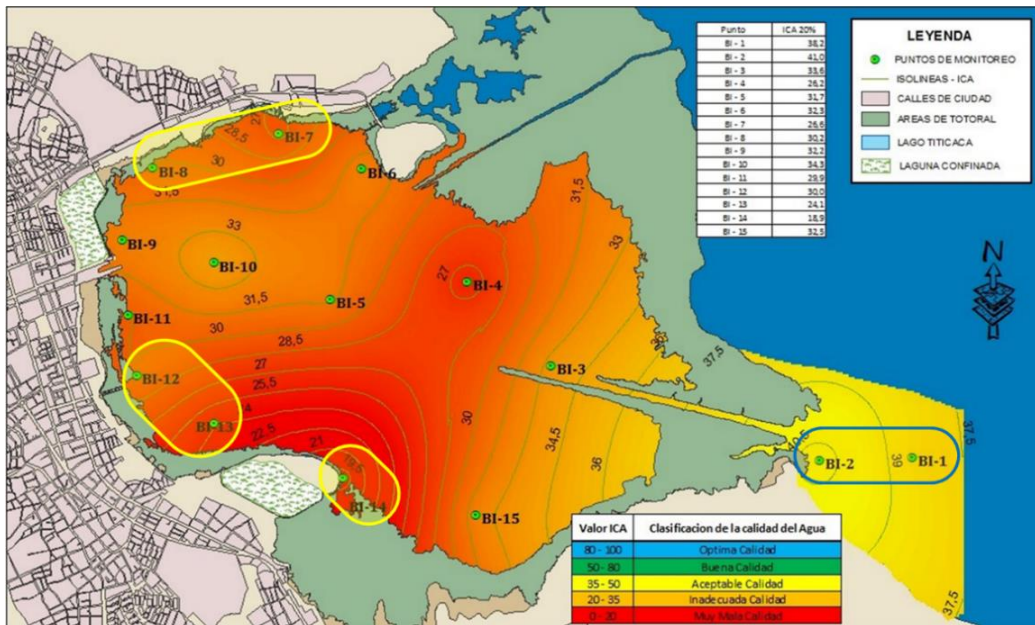 Punto ICA 20%
BI - 1 38,2
BI - 2 41,0
BI - 3 33,6
BI - 4 26,2
BI - 5 31,7
BI - 6 32,3
BI - 7 26,6
BI - 8 30,2
BI - 9 32,2
BI - 10 34,3
BI - 11 29,9
BI - 12 30,0
BI - 13 24,1
BI - 14 18,9
BI - 15 32,5
LEYENDA
PUNTOS DE MONITOREO
ISOLINEAS - ICA
CALLES DE CIUDAD
AREAS DE TOTORAL
LAGO TITICACA
LAGUNA CONFINADA
N
28,5
BI-7
30
BI-8
BI-6
31,5
31,5
33
33
BI-9
BI-10
27
BI-4
31,5
BI-5
BI-11
30
28,5
37,5
BI-3
27
BI-12
25,5
30
34,5
BI-13
22,5
21
36
37,5
39
BI-2
BI-1
19,5
BI-14
BI-15
37,5
Valor ICA Clasificacion de la calidad del Agua
80 - 100 Optima Calidad
50 - 80 Buena Calidad
35 - 50 Aceptable Calidad
20 - 35 Inadecuada Calidad
0 - 20 Muy Mala Calidad